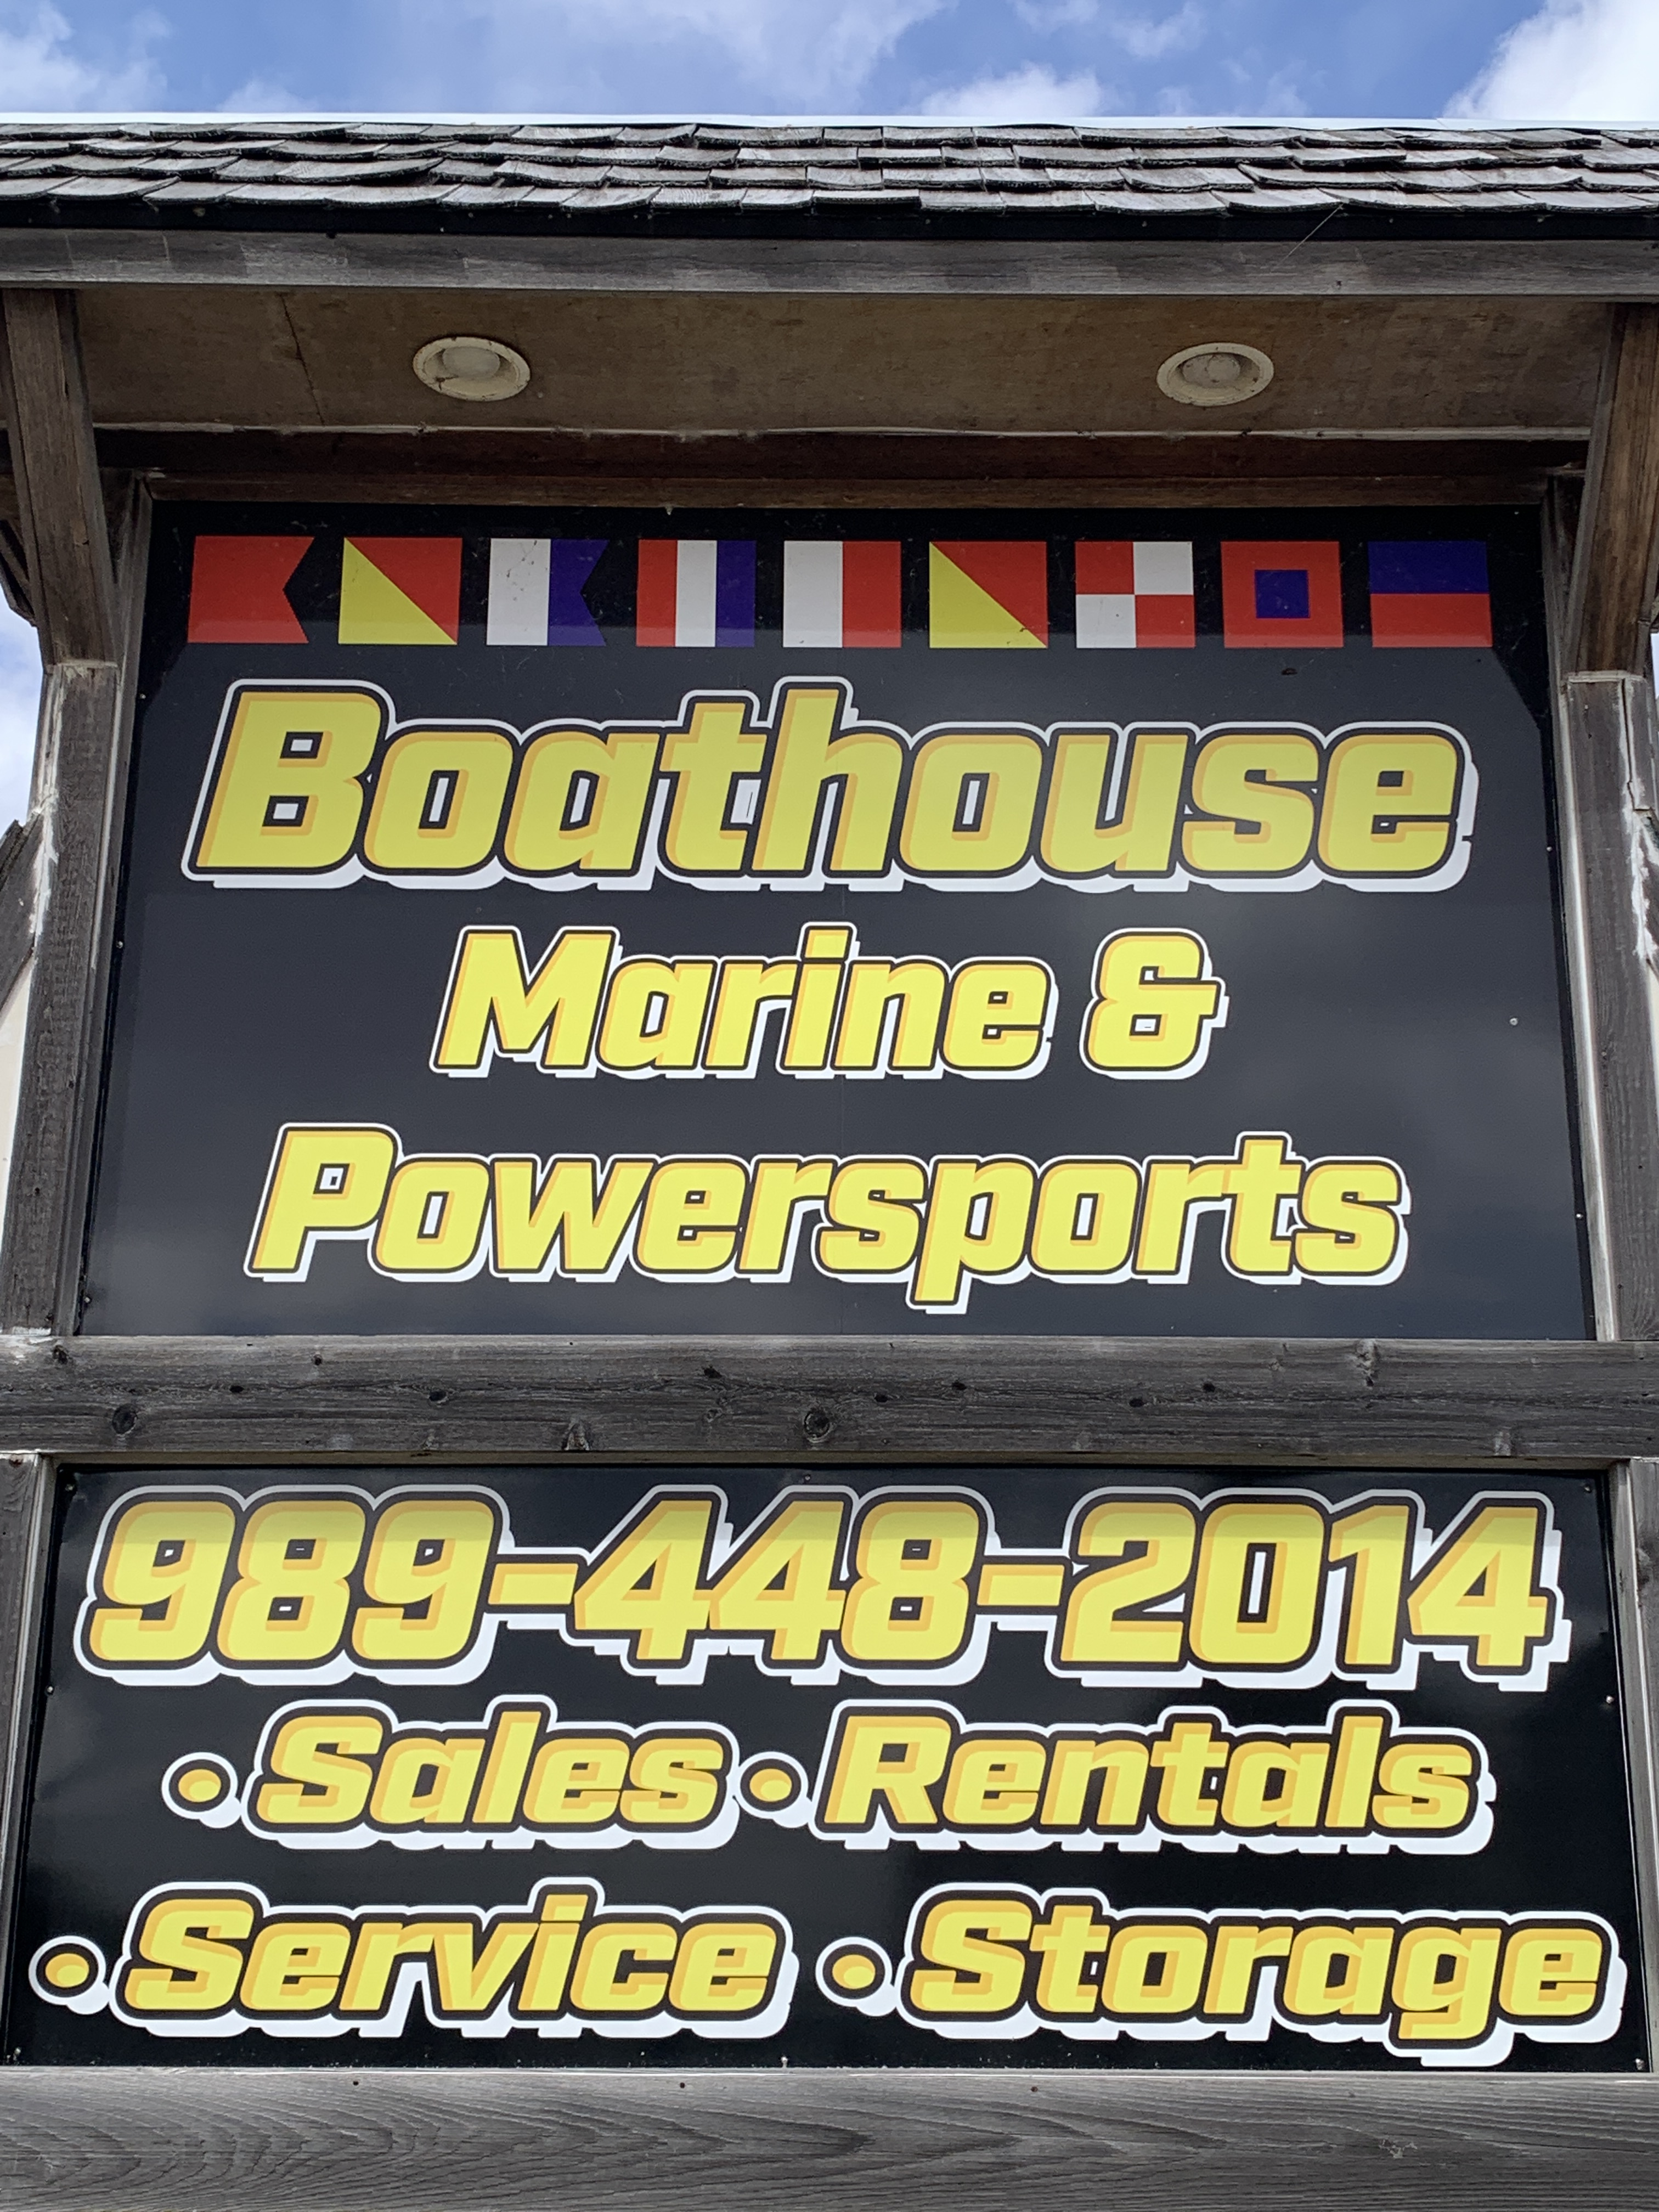 Boathouse
Marine &
Powersports
989-448-2014
• Sales • Rentals
• Service • Storage